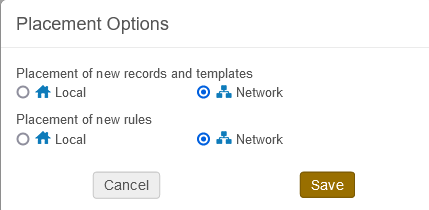 Placement Options
Placement of new records and templates
Local Network
Placement of new rules
Local Network
Cancel Save